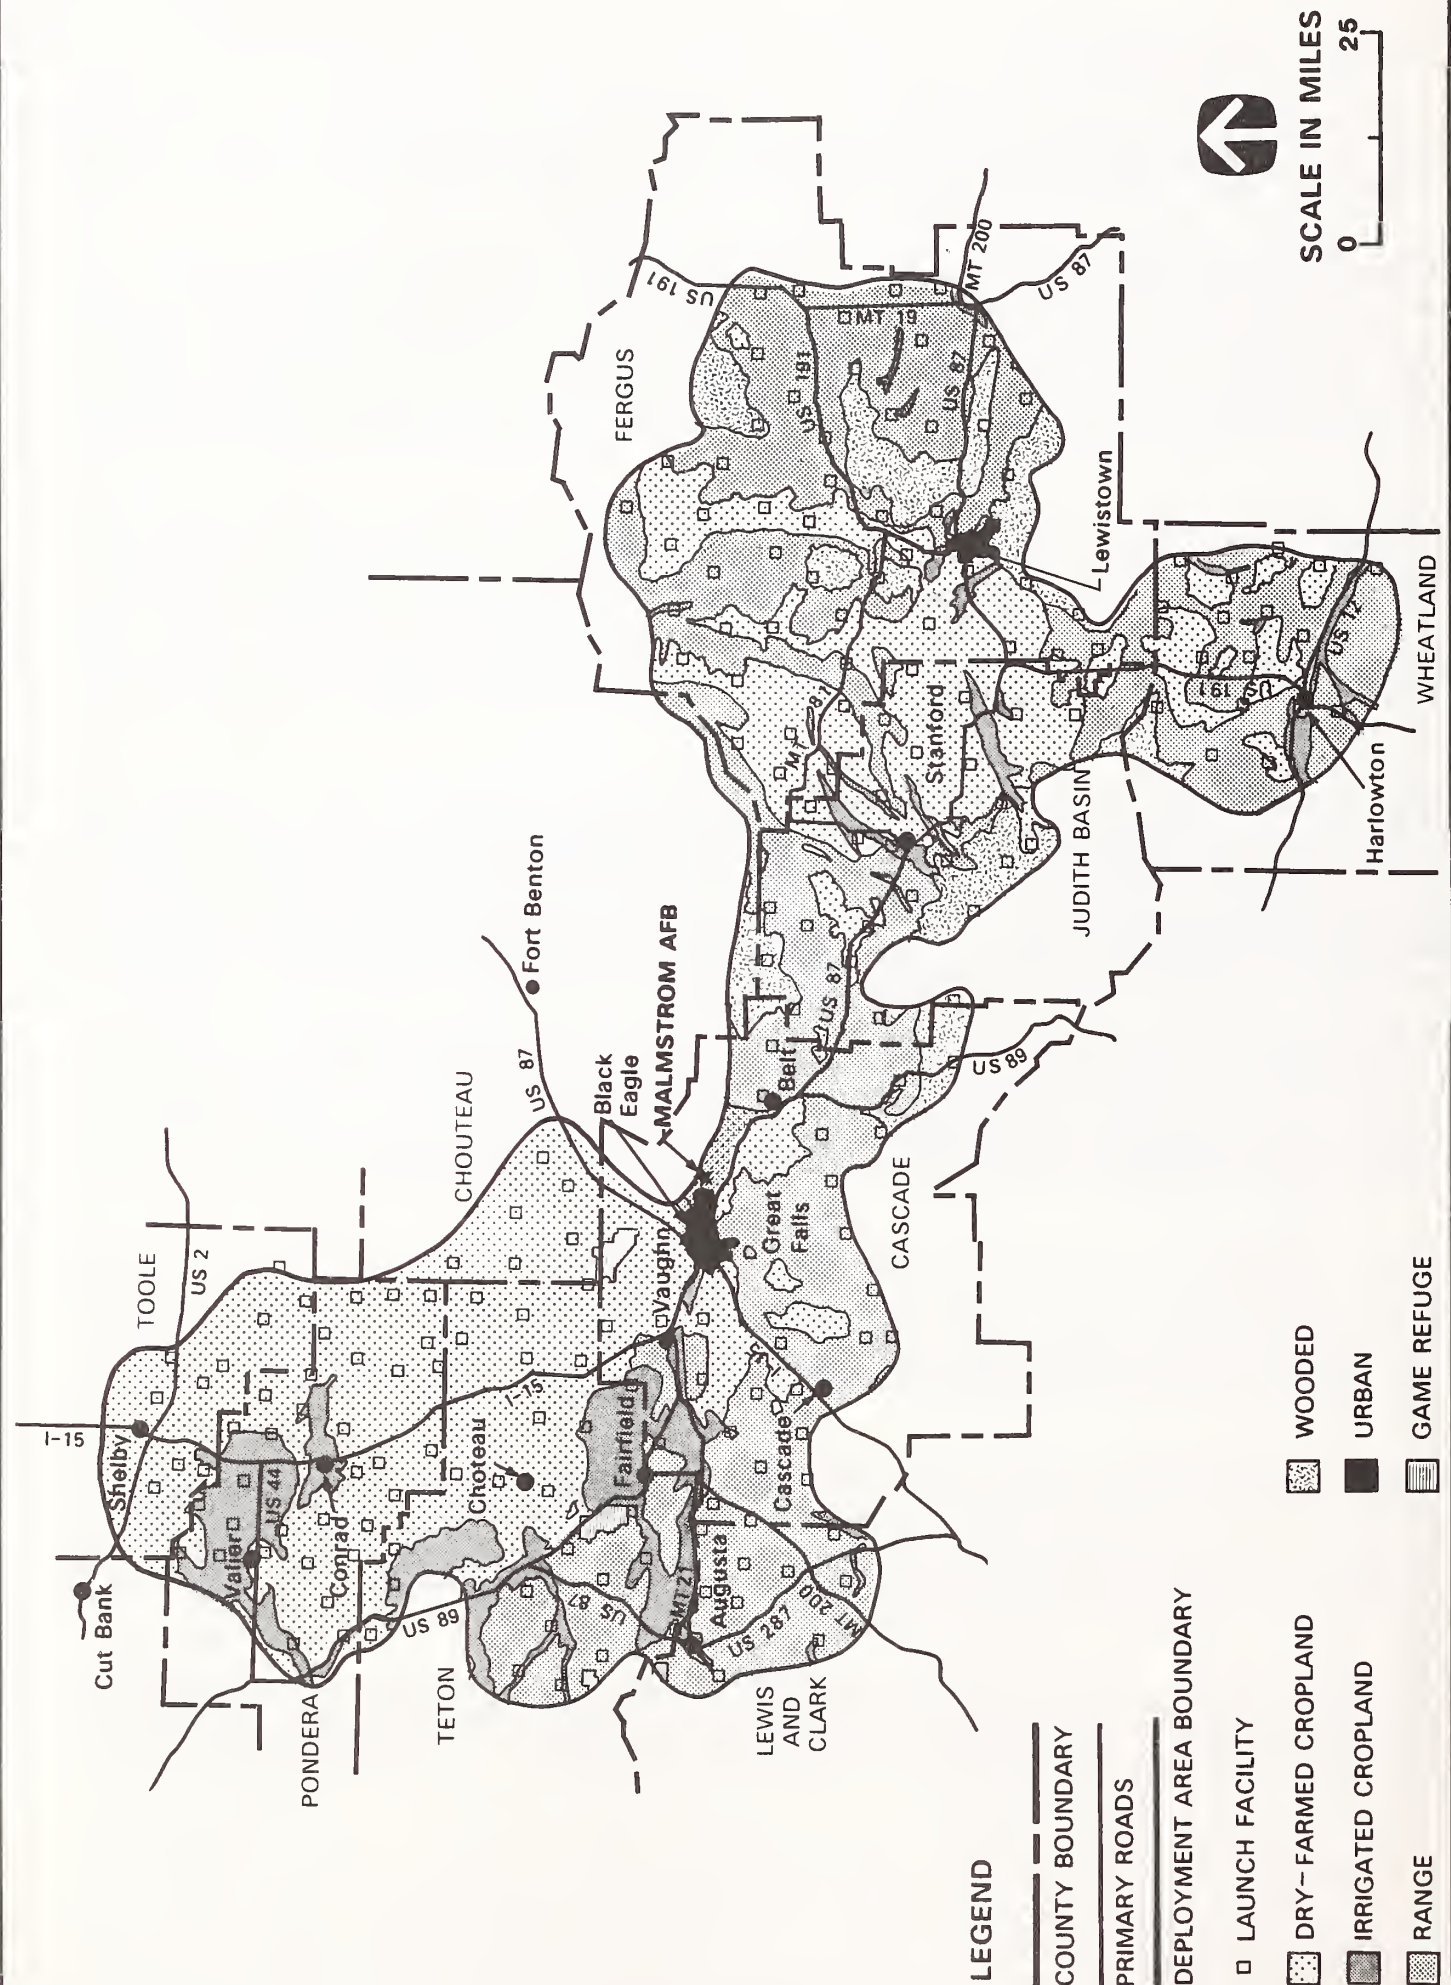 Cut Bank
Shelby
I-15
TOOLE
US 2
Valier
US 44
Conrad
PONDERA
US 89
TETON
Choteau
I-15
CHOUTEAU
US 87
Fort Benton
Black
Eagle
MALMSTROM AFB
Fairfield
Vaughn
US 87
MT 21
Augusta
US 287
MT 200
LEWIS
AND
CLARK
Cascade
I-15
Great
Falls
CASCADE
Belt
US 87
US 89
FERGUS
US 191
US 191
MT 19
MT 81
US 87
MT 200
US 87
Stanford
Lewistown
JUDITH BASIN
US 191
US 12
Harlowton
WHEATLAND
SCALE IN MILES
0 25
LEGEND
COUNTY BOUNDARY
PRIMARY ROADS
DEPLOYMENT AREA BOUNDARY
LAUNCH FACILITY
DRY-FARMED CROPLAND
IRRIGATED CROPLAND
RANGE
WOODED
URBAN
GAME REFUGE